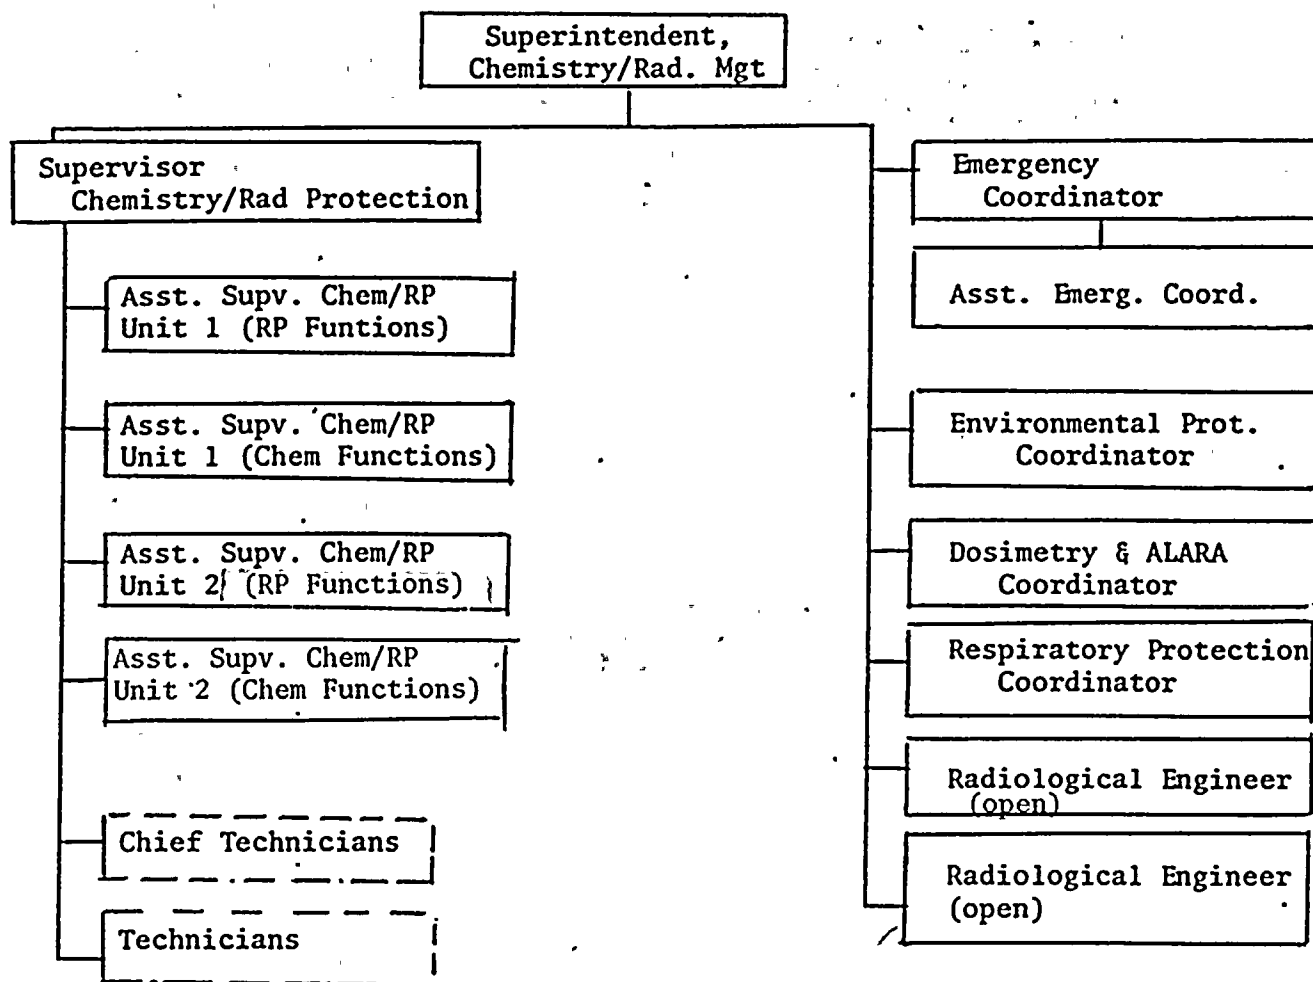 Superintendent,
Chemistry/Rad. Mgt
Supervisor
Chemistry/Rad Protection
Asst. Supv. Chem/RP
Unit 1 (RP Funtions)
Asst. Supv. Chem/RP
Unit 1 (Chem Functions)
Asst. Supv. Chem/RP
Unit 2 (RP Functions)
Asst. Supv. Chem/RP
Unit 2 (Chem Functions)
Chief Technicians
Technicians
Emergency
Coordinator
Asst. Emerg. Coord.
Environmental Prot.
Coordinator
Dosimetry & ALARA
Coordinator
Respiratory Protection
Coordinator
Radiological Engineer
(open)
Radiological Engineer
(open)